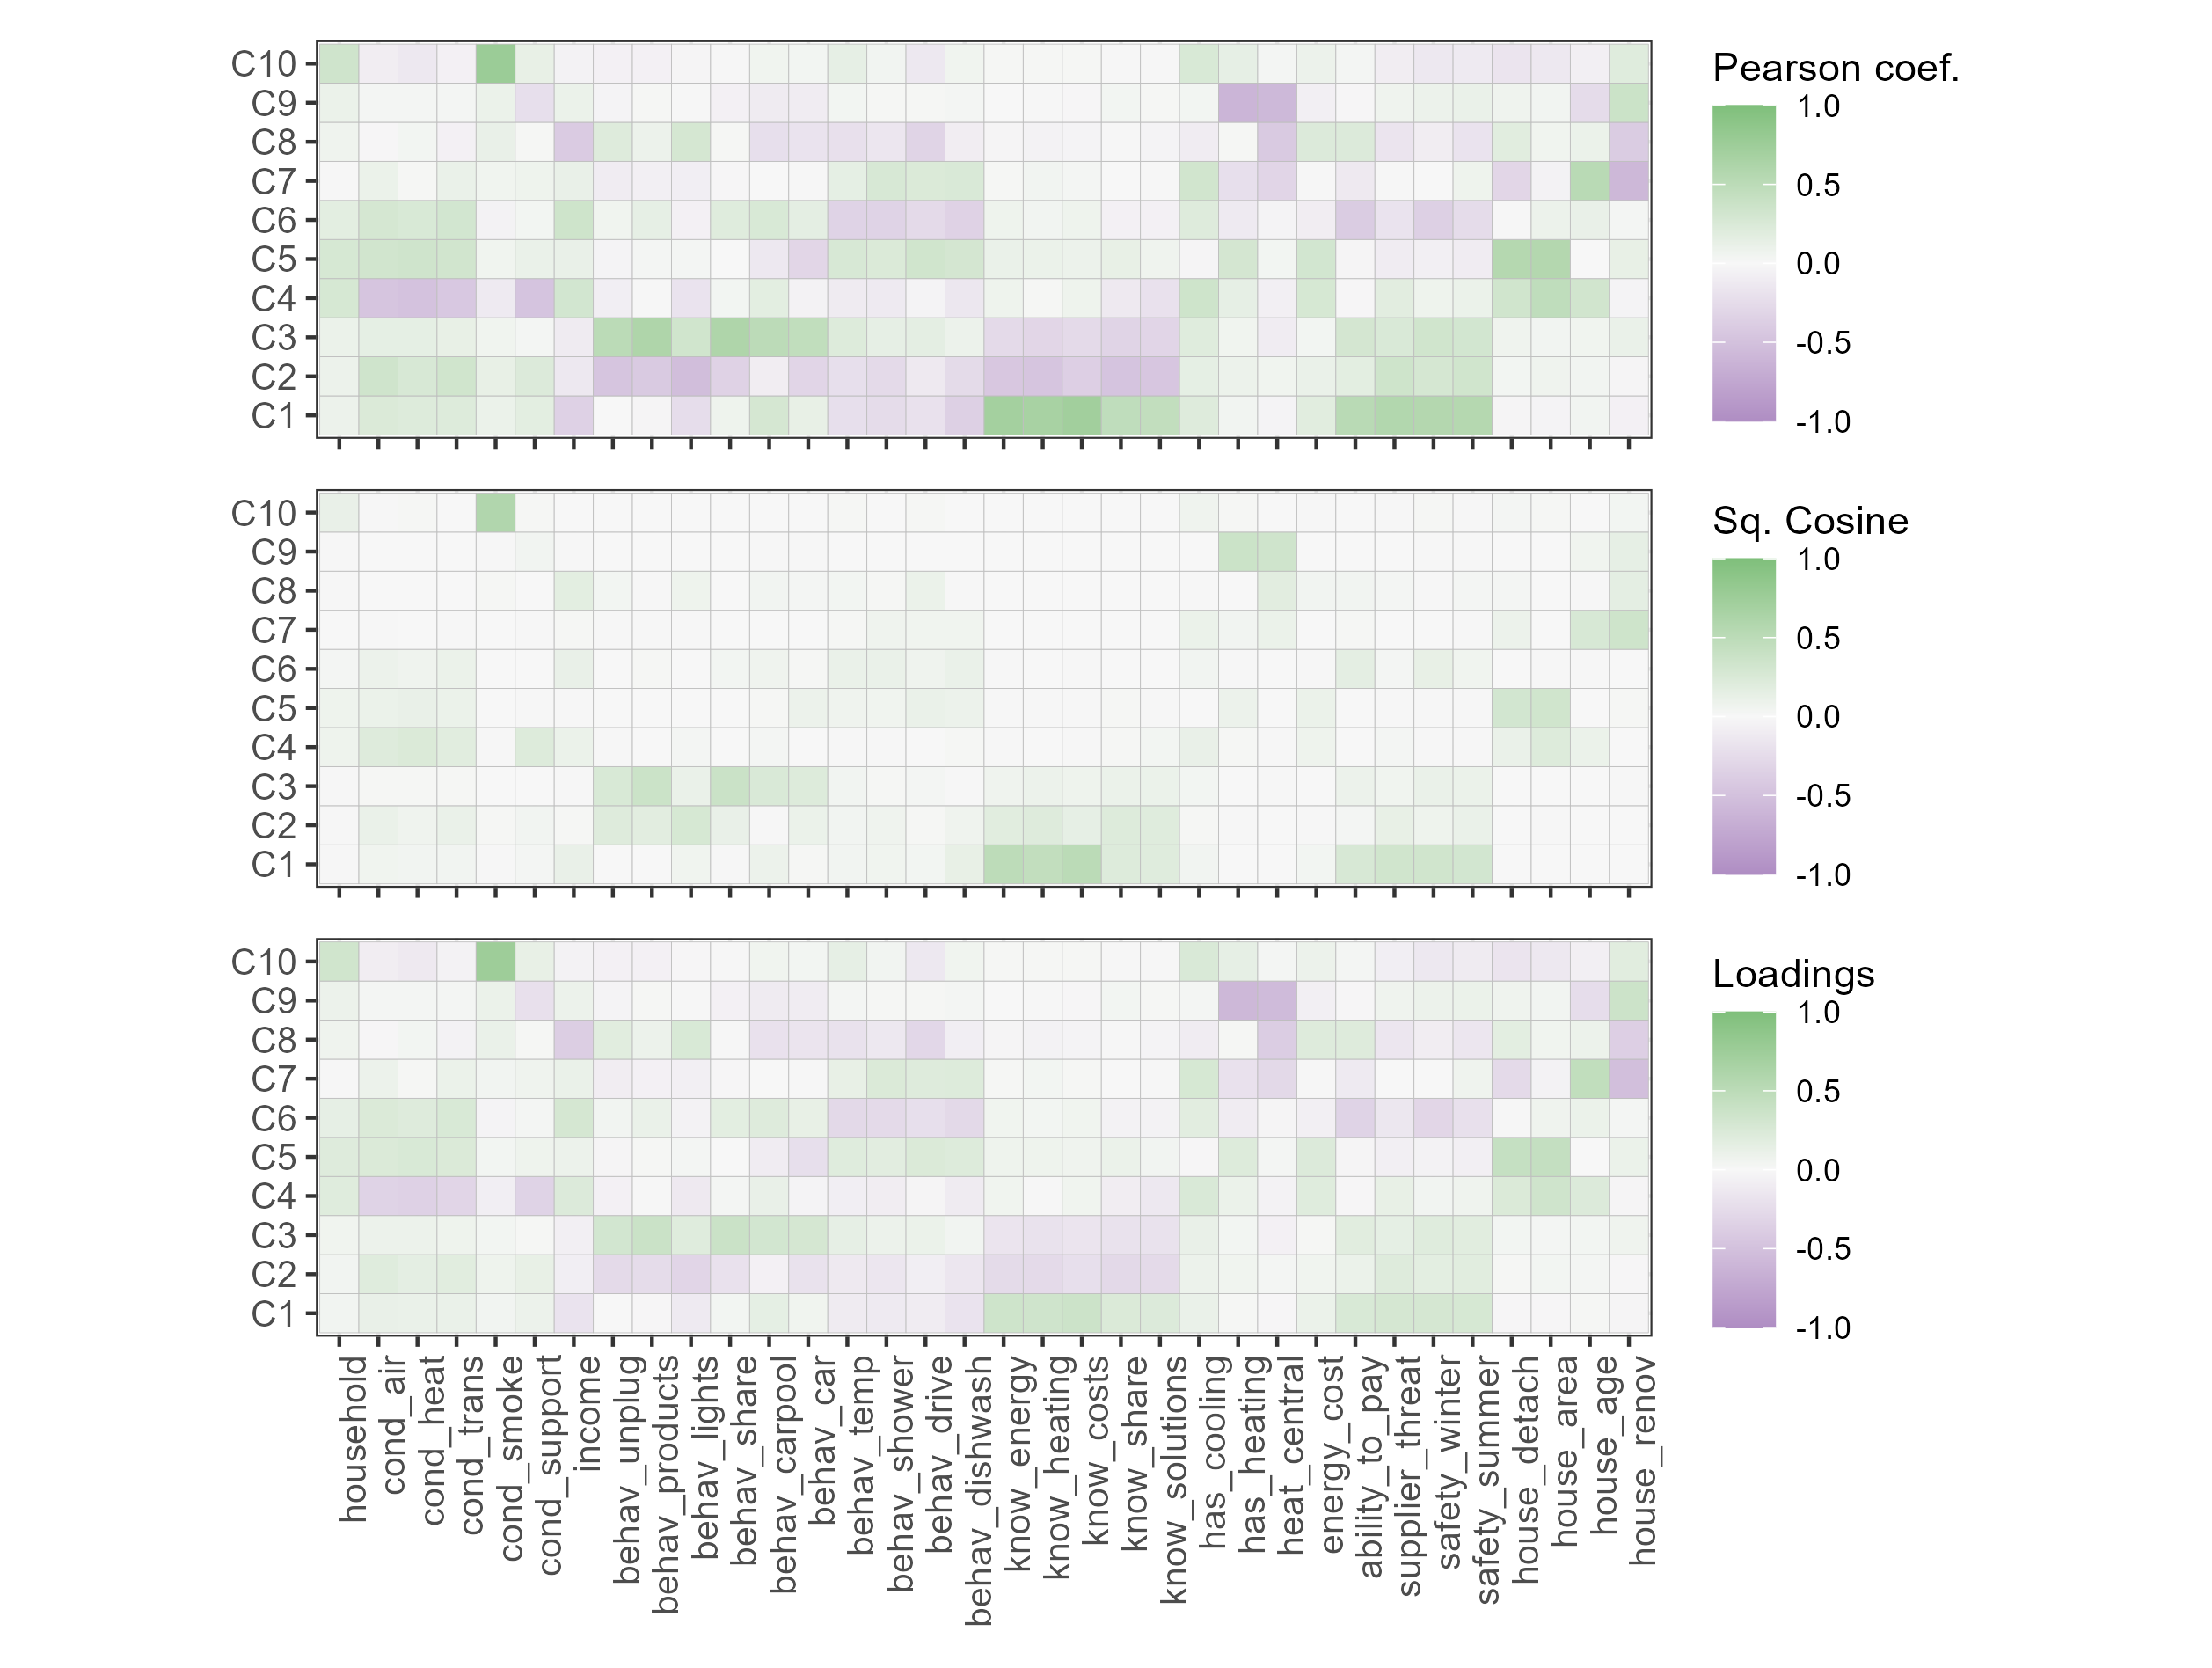 Pearson coef.
C10
C9
C8
C7
C6
C5
C4
C3
C2
C1
1.0
0.5
0.0
-0.5
-1.0
Sq. Cosine
C10
C9
C8
C7
C6
C5
C4
C3
C2
C1
1.0
0.5
0.0
-0.5
-1.0
Loadings
C10
C9
C8
C7
C6
C5
C4
C3
C2
C1
1.0
0.5
0.0
-0.5
-1.0
household
cond_air
cond_heat
cond_trans
cond_smoke
cond_support
income
behav_unplug
behav_products
behav_lights
behav_share
behav_carpool
behav_car
behav_temp
behav_shower
behav_drive
behav_dishwash
know_energy
know_heating
know_costs
know_share
know_solutions
has_cooling
has_heating
heat_central
energy_cost
ability_to_pay
supplier_threat
safety_winter
safety_summer
house_detach
house_area
house_age
house_renov